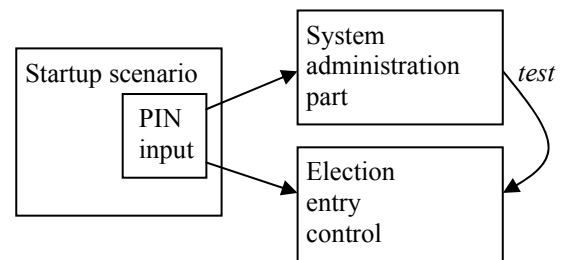 Startup scenario
PIN
input
System
administration
part
test
Election
entry
control